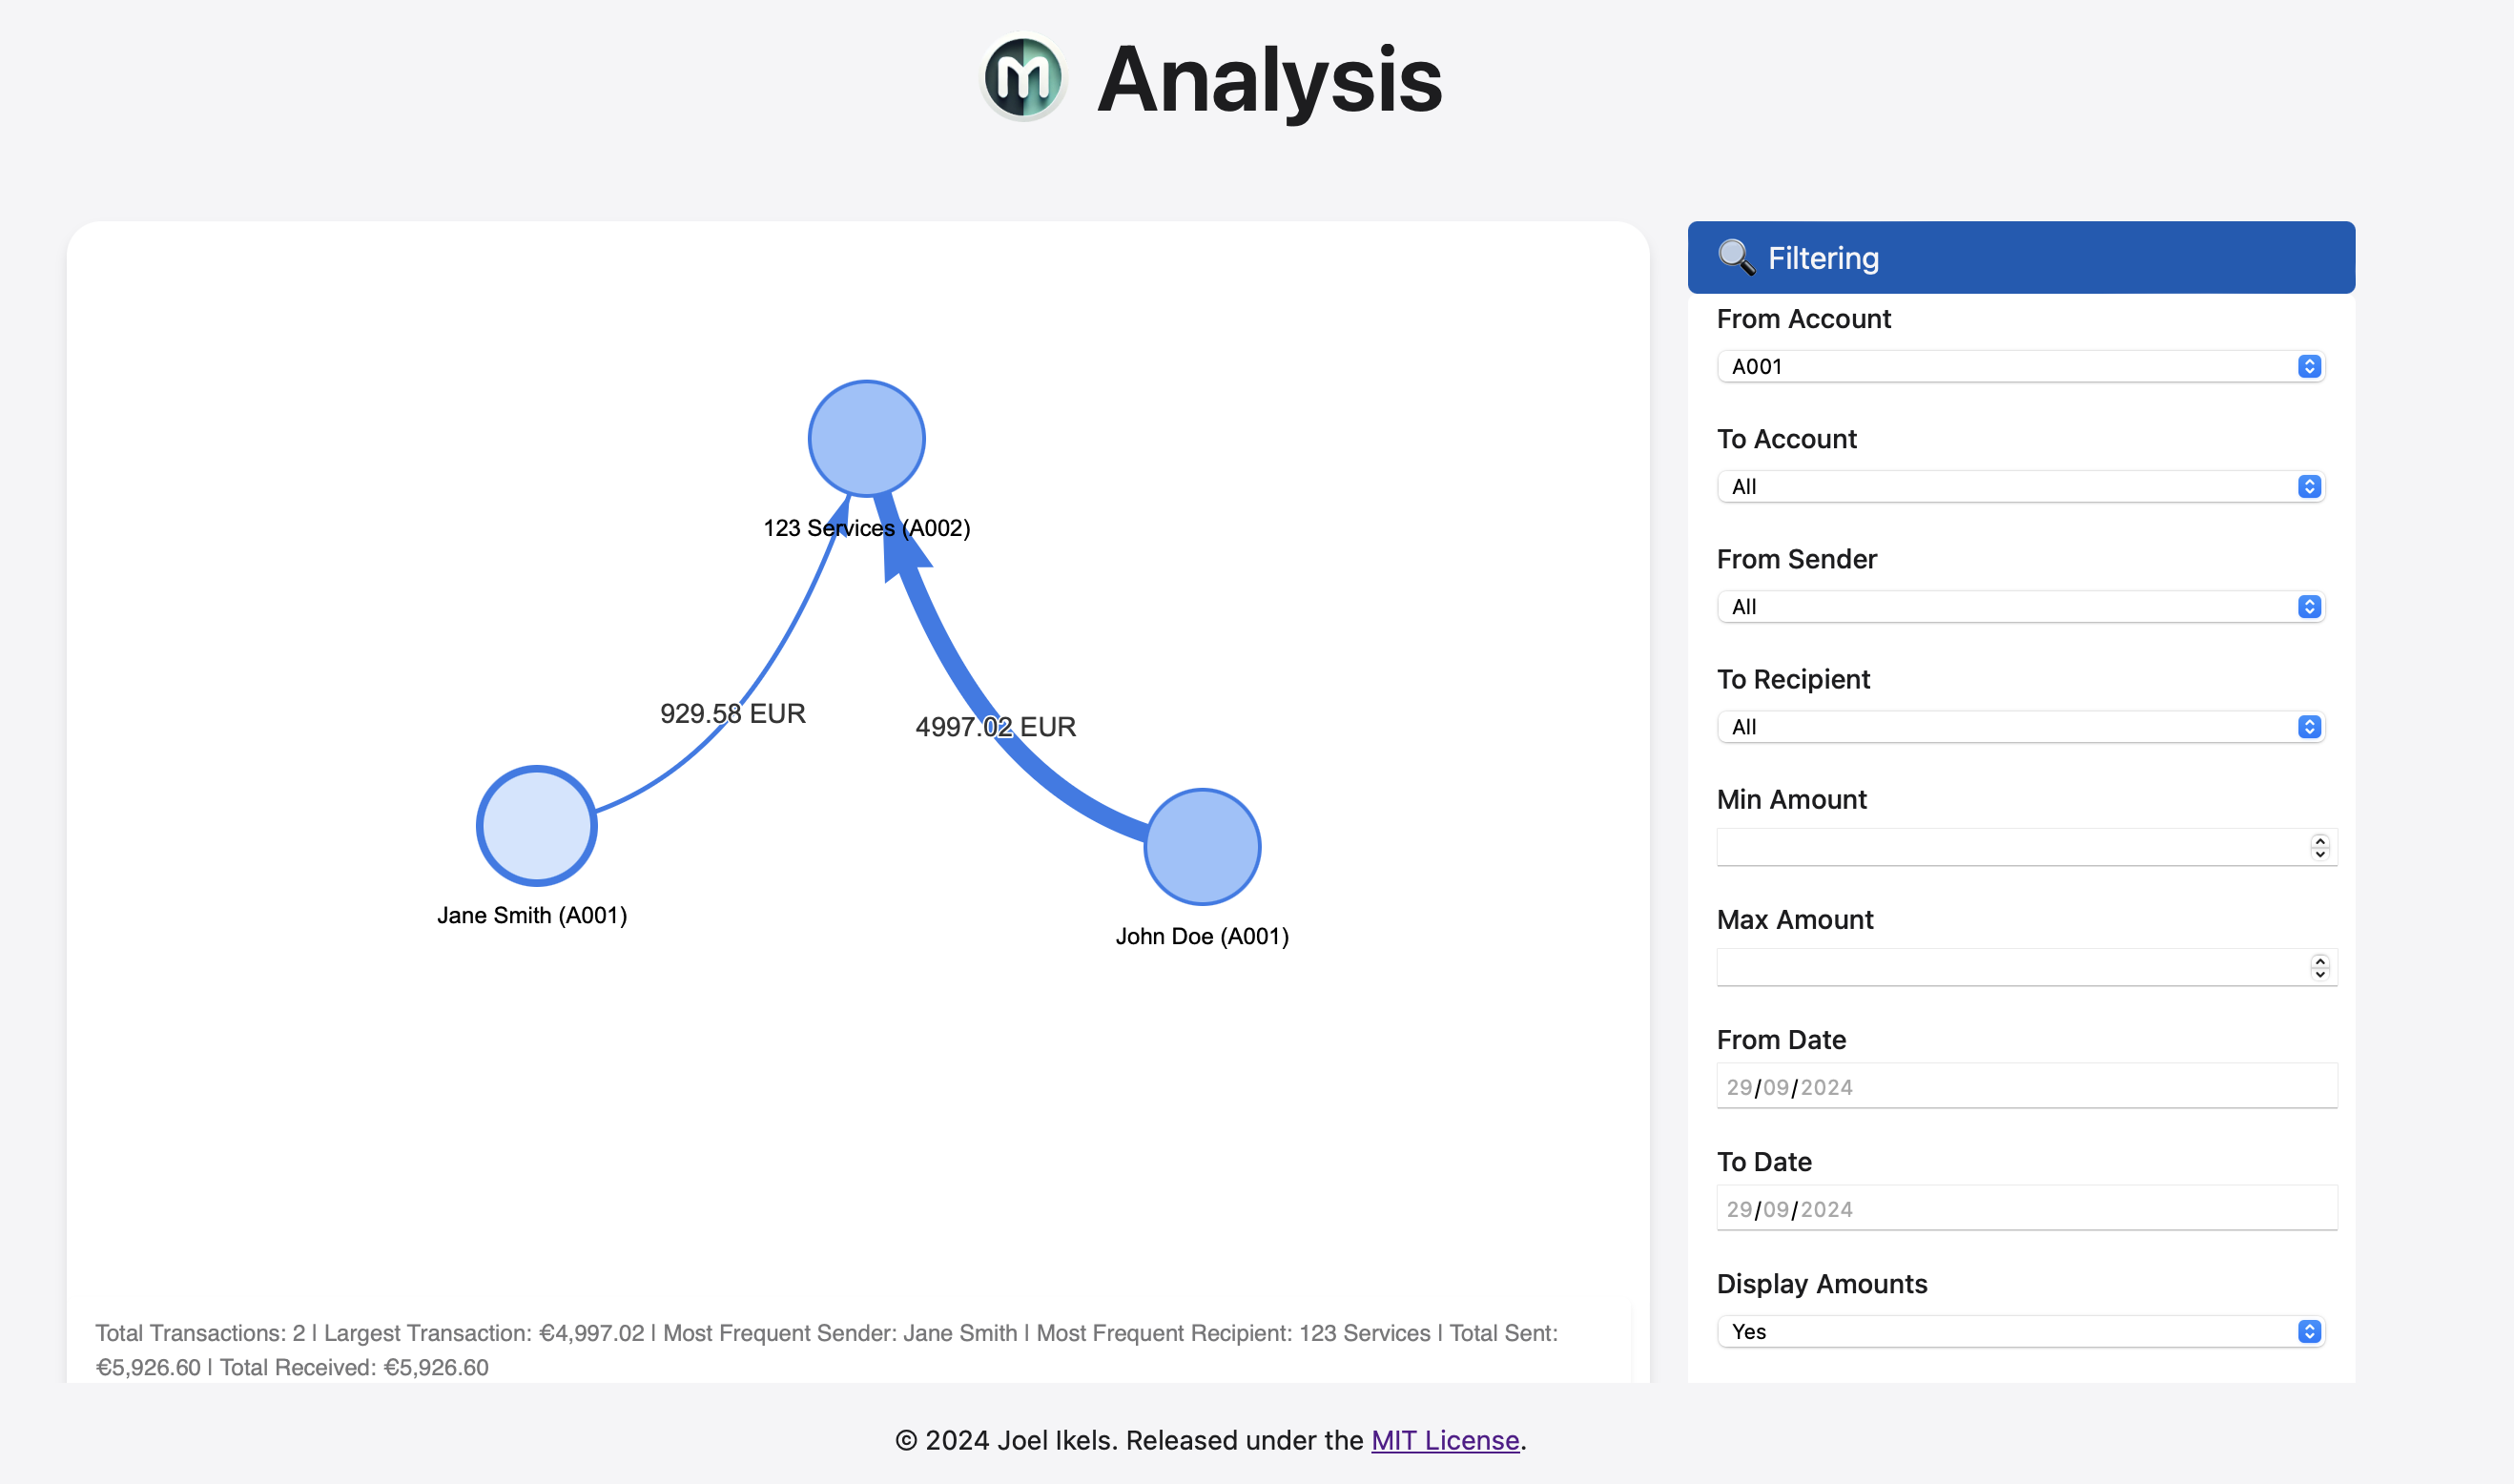 M Analysis
123 Services (A002)
929.58 EUR
4997.02 EUR
Jane Smith (A001)
John Doe (A001)
Total Transactions: 2 | Largest Transaction: €4,997.02 | Most Frequent Sender: Jane Smith | Most Frequent Recipient: 123 Services | Total Sent:
€5,926.60 | Total Received: €5,926.60
Filtering
From Account
A001
To Account
All
From Sender
All
To Recipient
All
Min Amount
Max Amount
From Date
29/09/2024
To Date
29/09/2024
Display Amounts
Yes
© 2024 Joel Ikels. Released under the MIT License.